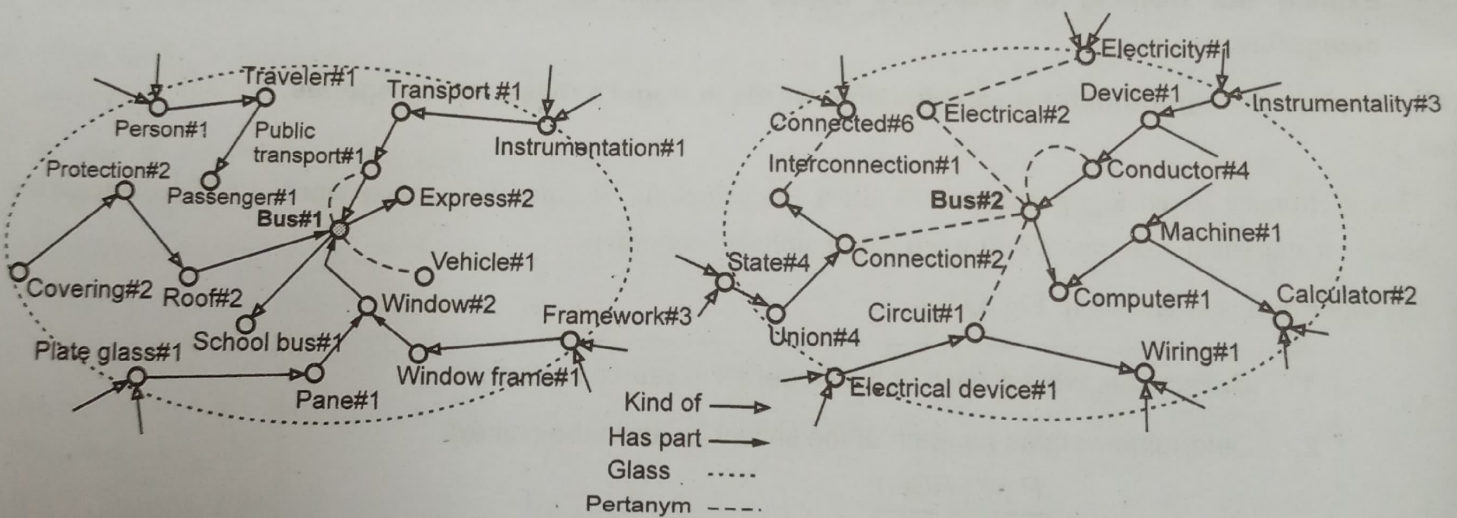 Traveler#1
Transport #1
Person#1
Public
transport#1
Instrumentation#1
Protection#2
Passenger#1
Express#2
Bus#1
Vehicle#1
Covering#2
Roof#2
Window#2
School bus#1
Framework#3
Plate glass#1
Window frame#1
Pane#1
Electricity#1
Device#1
Instrumentality#3
Connected#6
Electrical#2
Interconnection#1
Conductor#4
Bus#2
Machine#1
State#4
Connection#2
Computer#1
Calculator#2
Circuit#1
Union#4
Wiring#1
Electrical device#1
Kind of
Has part
Glass
Pertanym